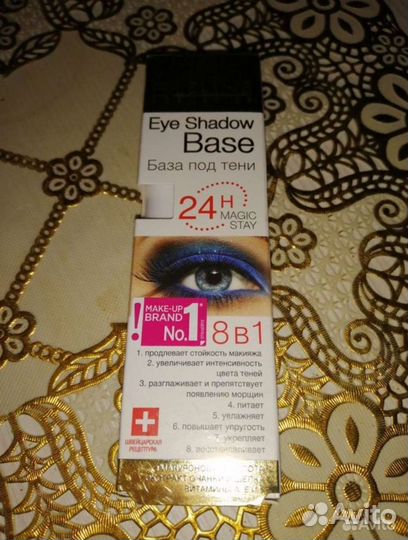 Eye Shadow
Base
База под тени
24H
MAGIC
STAY
MAKE-UP
BRAND
No.1
8 в 1
1. продлевает стойкость макияжа
2. увеличивает интенсивность
цвета теней
3. разглаживает и препятствует
появлению морщин
4. питает
5. увлажняет
6. повышает упругость
7. укрепляет
8. восстанавливает
ШВЕЙЦАРСКАЯ
РЕЦЕПТУРА
ОЧАНКИ
ВИТАМИНЫ A, E
Avito